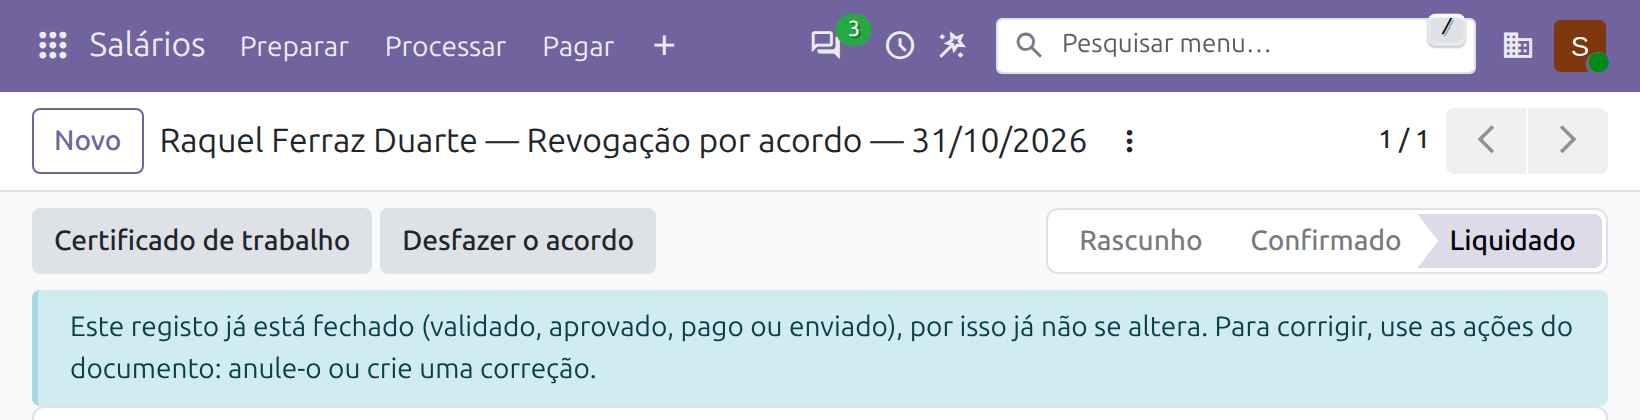 Salários Preparar Processar Pagar + 3 Pesquisar menu... / S
Novo Raquel Ferraz Duarte — Revogação por acordo — 31/10/2026 1 / 1
Certificado de trabalho Desfazer o acordo Rascunho Confirmado Liquidado
Este registo já está fechado (validado, aprovado, pago ou enviado), por isso já não se altera. Para corrigir, use as ações do
documento: anule-o ou crie uma correção.